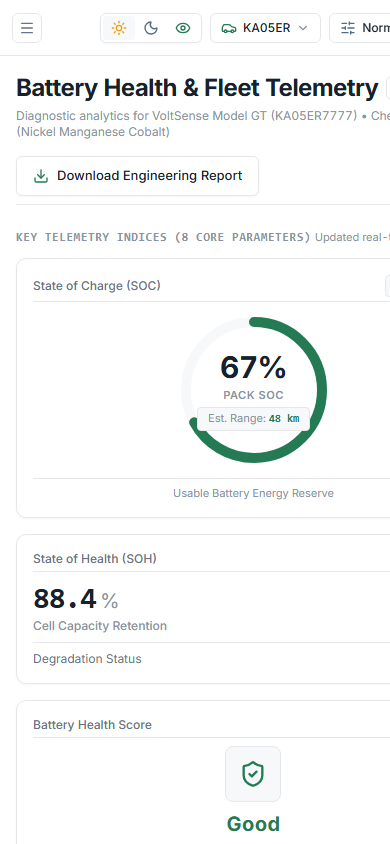 KA05ER
Norm
Battery Health & Fleet Telemetry
Diagnostic analytics for VoltSense Model GT (KA05ER7777) • Che
(Nickel Manganese Cobalt)
Download Engineering Report
KEY TELEMETRY INDICES (8 CORE PARAMETERS) Updated real-t
State of Charge (SOC)
67%
PACK SOC
Est. Range: 48 km
Usable Battery Energy Reserve
State of Health (SOH)
88.4%
Cell Capacity Retention
Degradation Status
Battery Health Score
Good